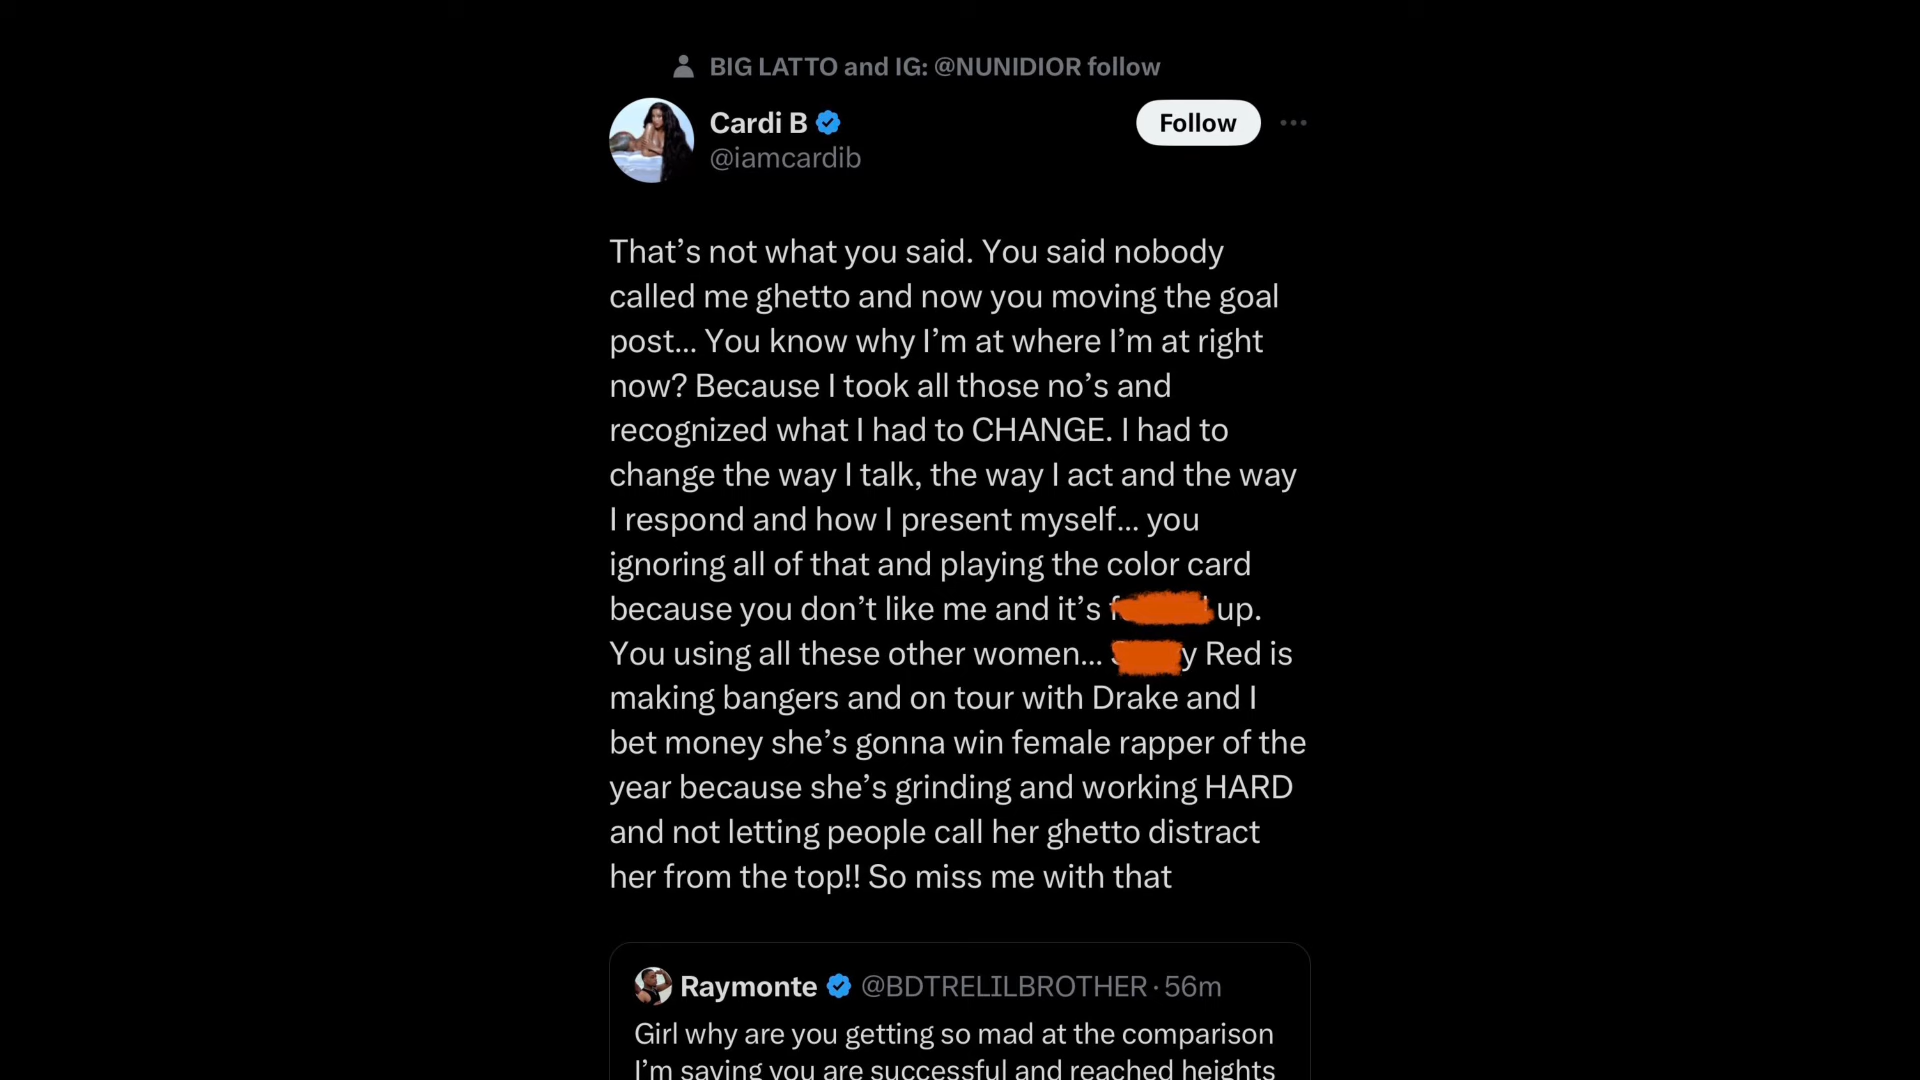 BIG LATTO and IG: @NUNIDIOR follow
Cardi B
@iamcardib
Follow
That’s not what you said. You said nobody
called me ghetto and now you moving the goal
post... You know why I’m at where I’m at right
now? Because I took all those no’s and
recognized what I had to CHANGE. I had to
change the way I talk, the way I act and the way
I respond and how I present myself... you
ignoring all of that and playing the color card
because you don’t like me and it’s up.
You using all these other women... Red is
making bangers and on tour with Drake and I
bet money she’s gonna win female rapper of the
year because she’s grinding and working HARD
and not letting people call her ghetto distract
her from the top!! So miss me with that
Raymonte @BDTRELILBROTHER · 56m
Girl why are you getting so mad at the comparison
I’m saying you are successful and reached heights